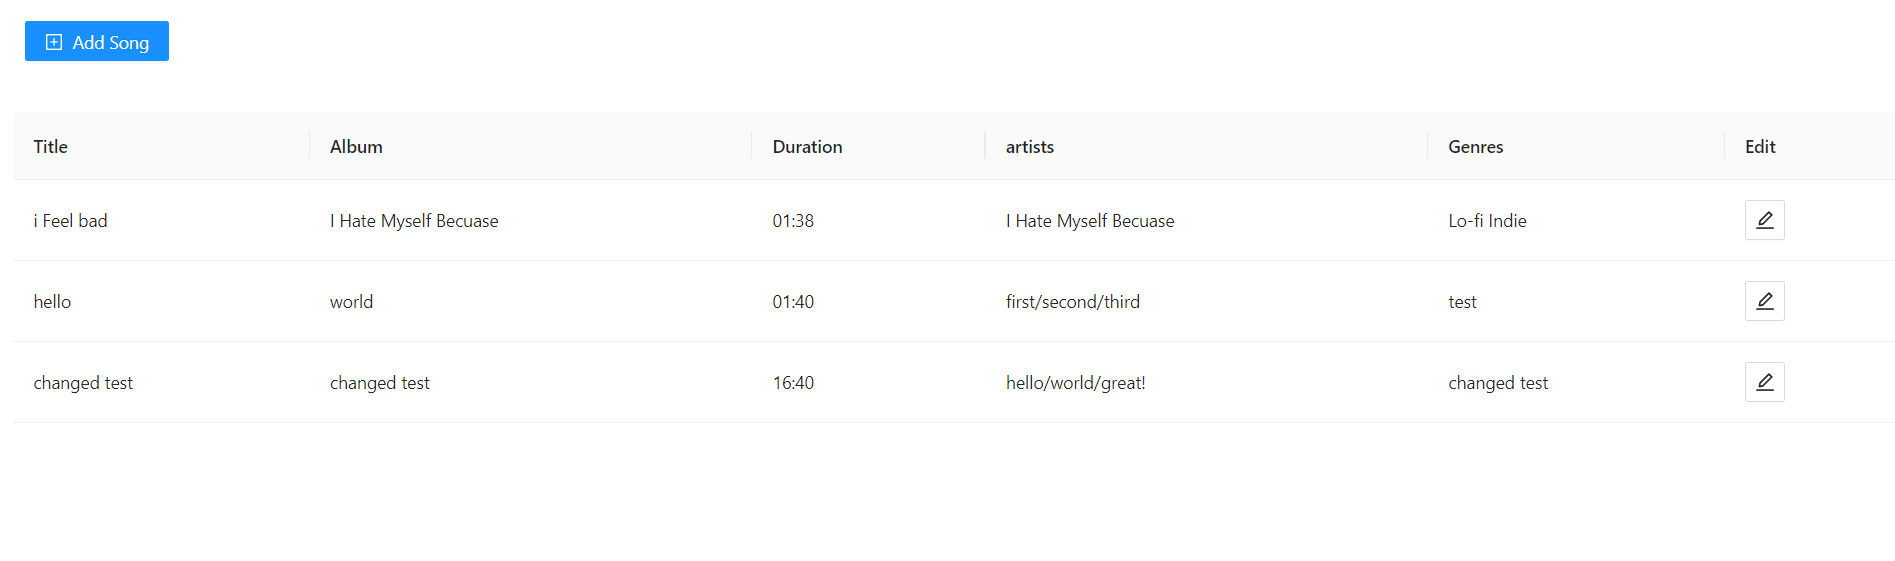 Add Song
Title Album Duration artists Genres Edit
i Feel bad I Hate Myself Becuase 01:38 I Hate Myself Becuase Lo-fi Indie
hello world 01:40 first/second/third test
changed test changed test 16:40 hello/world/great! changed test